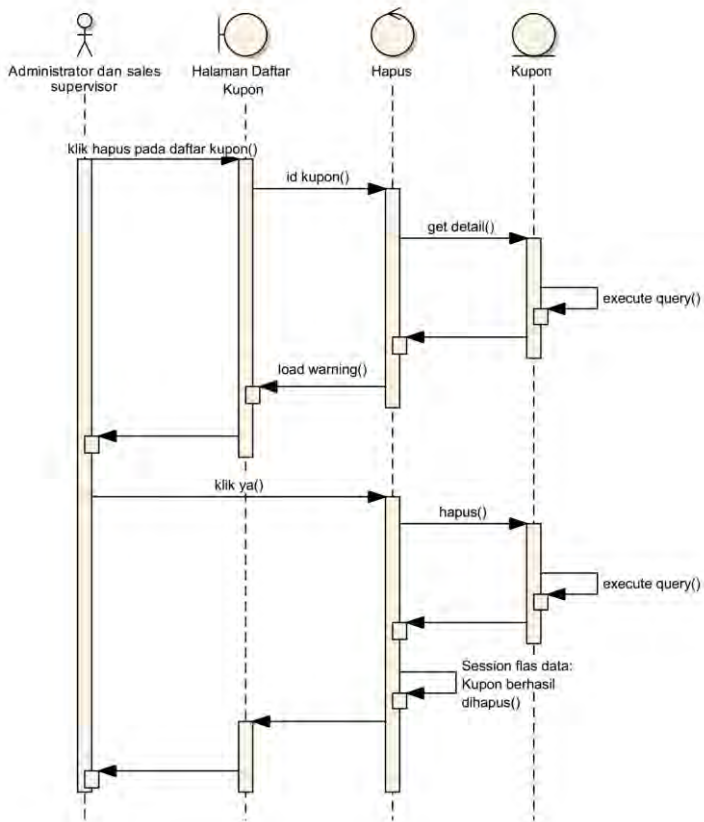 Administrator dan sales
supervisor
Halaman Daftar
Kupon
Hapus
Kupon
klik hapus pada daftar kupon()
id kupon()
get detail()
execute query()
load warning()
klik ya()
hapus()
execute query()
Session flas data:
Kupon berhasil
dihapus()